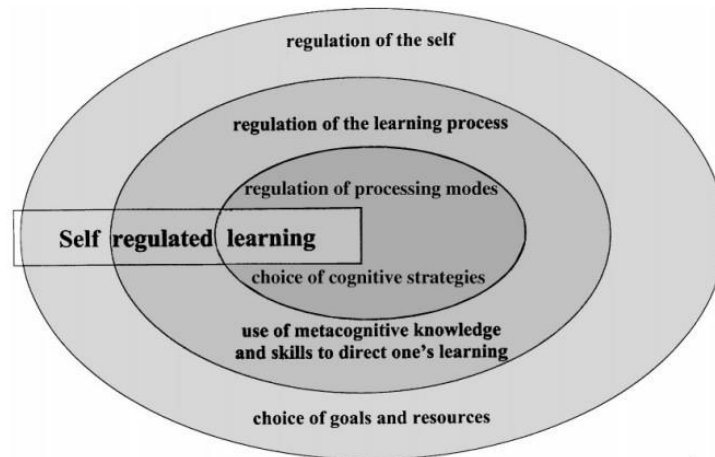 regulation of the self
regulation of the learning process
regulation of processing modes
Self regulated learning
choice of cognitive strategies
use of metacognitive knowledge
and skills to direct one's learning
choice of goals and resources